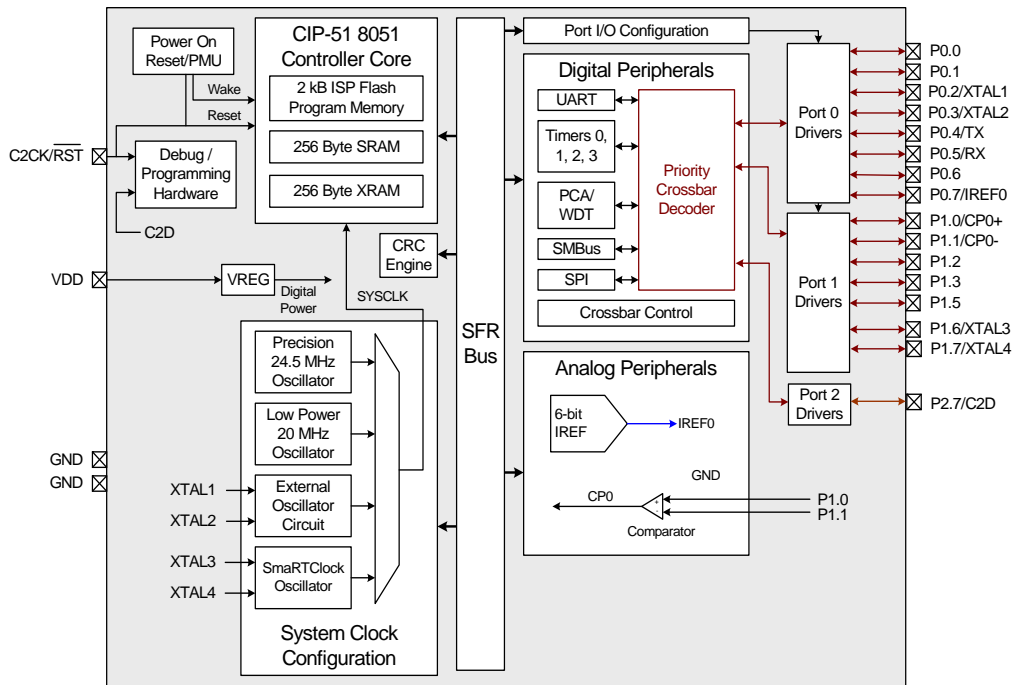 Power On
Reset/PMU
Wake
Reset
C2CK/RST
Debug /
Programming
Hardware
C2D
CIP-51 8051
Controller Core
2 kB ISP Flash
Program Memory
256 Byte SRAM
256 Byte XRAM
VDD
VREG
Digital
Power
SYSCLK
CRC
Engine
Precision
24.5 MHz
Oscillator
Low Power
20 MHz
Oscillator
External
Oscillator
Circuit
SmaRTClock
Oscillator
System Clock
Configuration
GND
GND
XTAL1
XTAL2
XTAL3
XTAL4
SFR
Bus
Port I/O Configuration
Digital Peripherals
UART
Timers 0,
1, 2, 3
PCA/
WDT
SMBus
SPI
Priority
Crossbar
Decoder
Crossbar Control
Analog Peripherals
6-bit
IREF
IREF0
GND
CP0
+
-
Comparator
P1.0
P1.1
Port 0
Drivers
Port 1
Drivers
Port 2
Drivers
P0.0
P0.1
P0.2/XTAL1
P0.3/XTAL2
P0.4/TX
P0.5/RX
P0.6
P0.7/IREF0
P1.0/CP0+
P1.1/CP0-
P1.2
P1.3
P1.5
P1.6/XTAL3
P1.7/XTAL4
P2.7/C2D